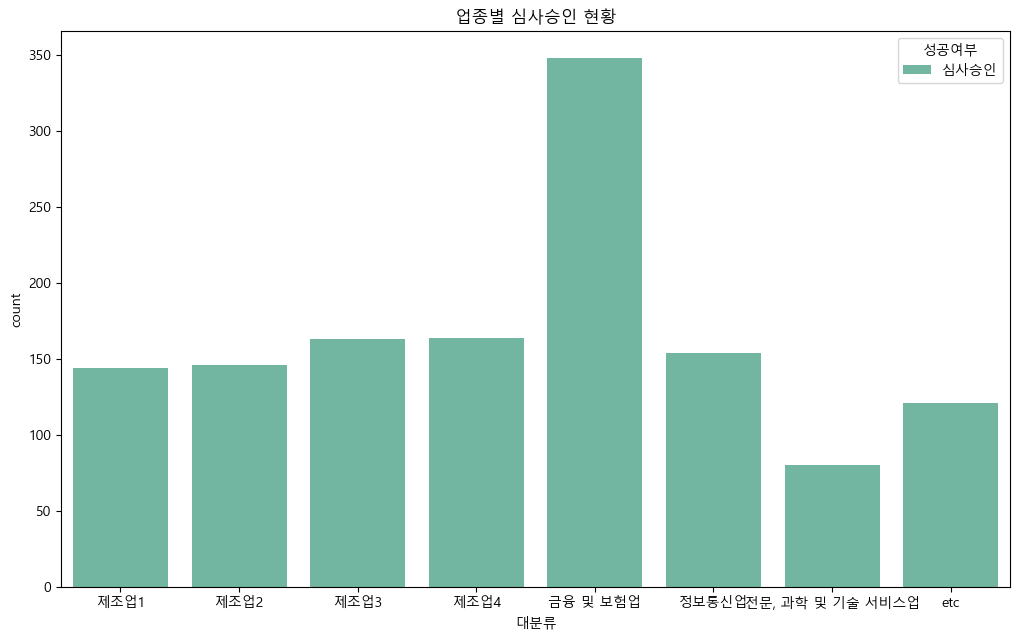 업종별 심사승인 현황
성공여부
심사승인
350
300
250
200
150
100
50
0
count
제조업1 제조업2 제조업3 제조업4 금융 및 보험업 정보통신업 전문, 과학 및 기술 서비스업 etc
대분류